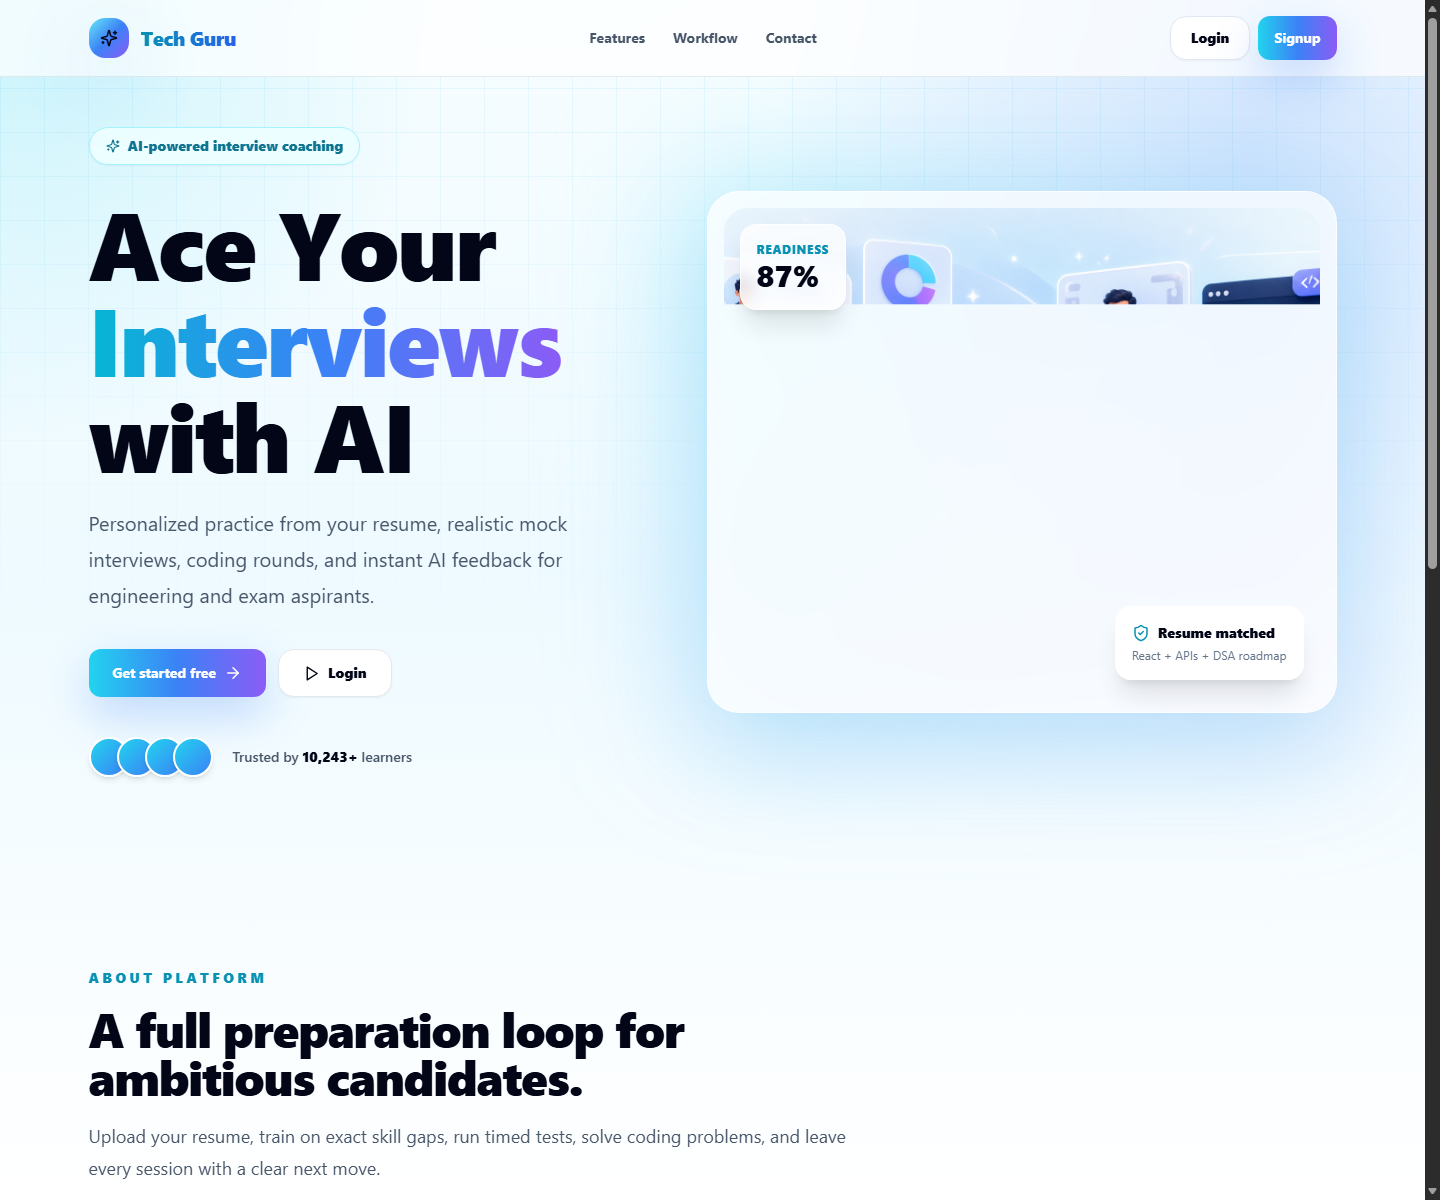 Tech Guru
Features
Workflow
Contact
Login
Signup
AI-powered interview coaching
Ace Your
Interviews
with AI
Personalized practice from your resume, realistic mock
interviews, coding rounds, and instant AI feedback for
engineering and exam aspirants.
Get started free
Login
Trusted by 10,243+ learners
READINESS
87%
</>
Resume matched
React + APIs + DSA roadmap
ABOUT PLATFORM
A full preparation loop for
ambitious candidates.
Upload your resume, train on exact skill gaps, run timed tests, solve coding problems, and leave
every session with a clear next move.